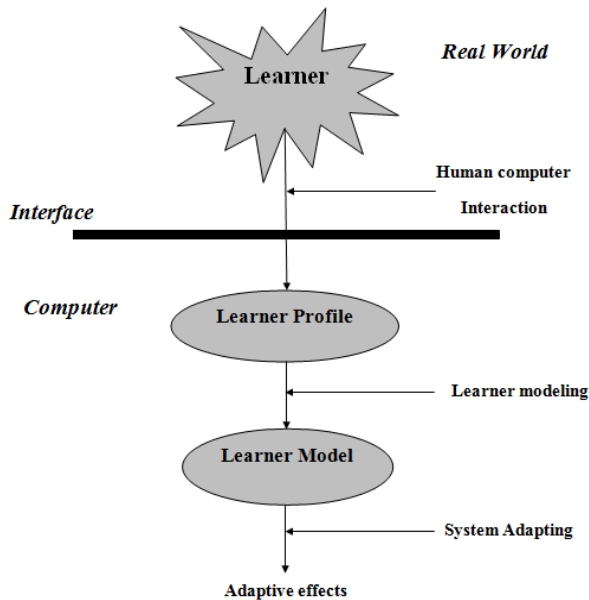 Real World
Learner
Human computer
Interaction
Interface
Computer
Learner Profile
Learner modeling
Learner Model
System Adapting
Adaptive effects